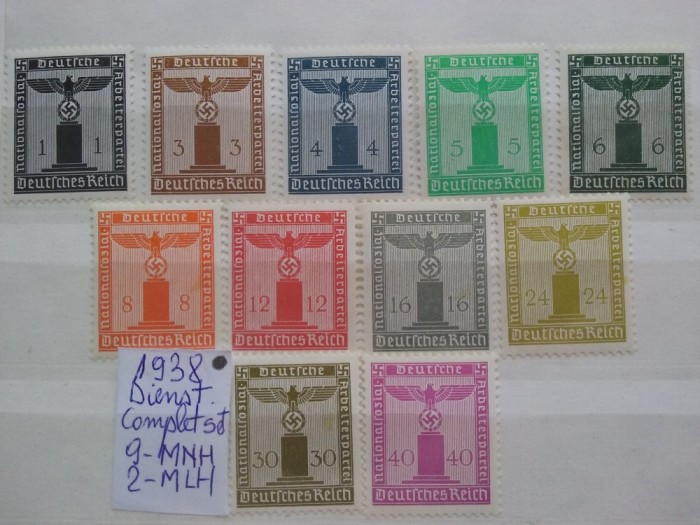 Deutsche
Nationalsozial.
Arbeiterpartei
1 1
Deutsches Reich
Deutsche
Nationalsozial.
Arbeiterpartei
3 3
Deutsches Reich
Deutsche
Nationalsozial.
Arbeiterpartei
4 4
Deutsches Reich
Deutsche
Nationalsozial.
Arbeiterpartei
5 5
Deutsches Reich
Deutsche
Nationalsozial.
Arbeiterpartei
6 6
Deutsches Reich
Deutsche
Nationalsozial.
Arbeiterpartei
8 8
Deutsches Reich
Deutsche
Nationalsozial.
Arbeiterpartei
12 12
Deutsches Reich
Deutsche
Nationalsozial.
Arbeiterpartei
16 16
Deutsches Reich
Deutsche
Nationalsozial.
Arbeiterpartei
24 24
Deutsches Reich
1938
Dienst.
Complet set
9-MNH
2-MLH
Deutsche
Nationalsozial.
Arbeiterpartei
30 30
Deutsches Reich
Deutsche
Nationalsozial.
Arbeiterpartei
40 40
Deutsches Reich